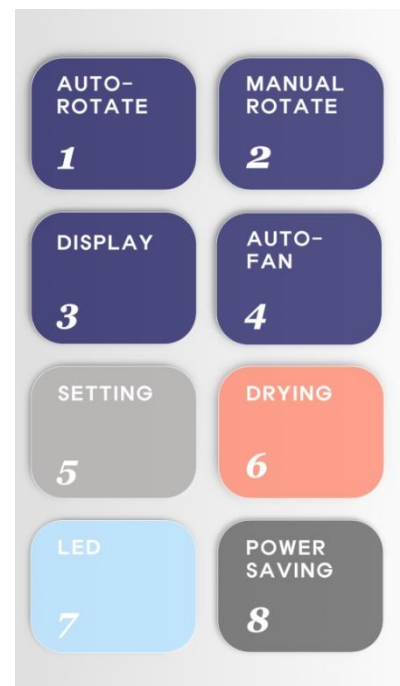 AUTO-
ROTATE
1
MANUAL
ROTATE
2
DISPLAY
3
AUTO-
FAN
4
SETTING
5
DRYING
6
LED
7
POWER
SAVING
8